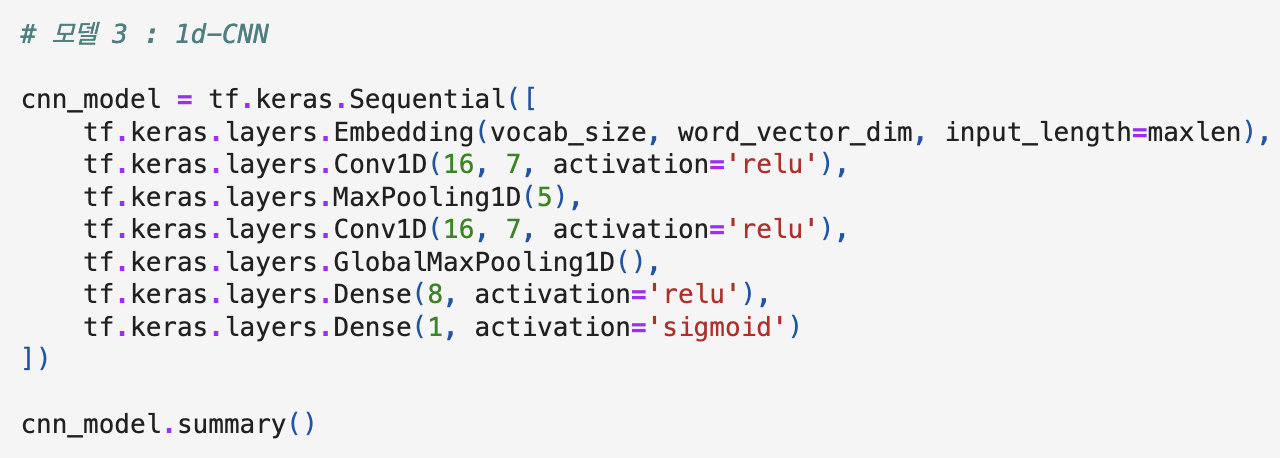 # 모델 3 : 1d-CNN
cnn_model = tf.keras.Sequential([
    tf.keras.layers.Embedding(vocab_size, word_vector_dim, input_length=maxlen),
    tf.keras.layers.Conv1D(16, 7, activation='relu'),
    tf.keras.layers.MaxPooling1D(5),
    tf.keras.layers.Conv1D(16, 7, activation='relu'),
    tf.keras.layers.GlobalMaxPooling1D(),
    tf.keras.layers.Dense(8, activation='relu'),
    tf.keras.layers.Dense(1, activation='sigmoid')
])
cnn_model.summary()